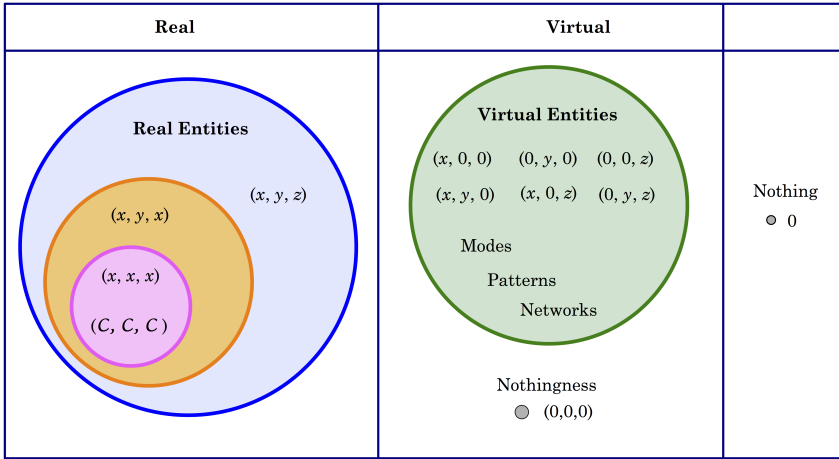 Real
Virtual
Real Entities
(x, y, z)
(x, y, x)
(x, x, x)
(C, C, C )
Virtual Entities
(x, 0, 0) (0, y, 0) (0, 0, z)
(x, y, 0) (x, 0, z) (0, y, z)
Modes
Patterns
Networks
Nothingness
(0,0,0)
Nothing
0